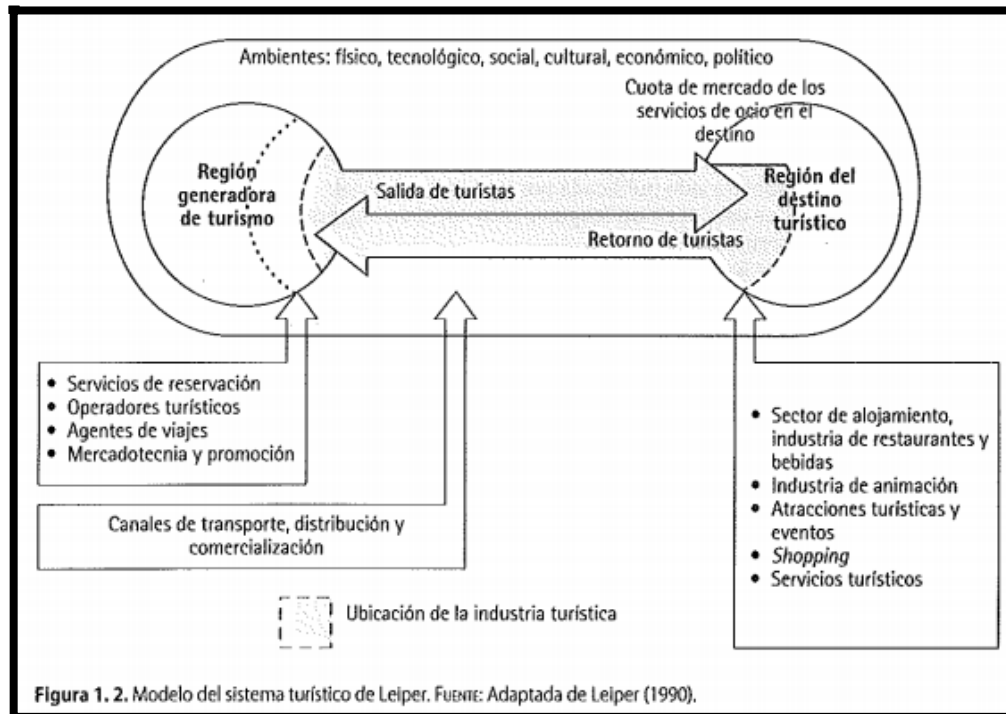 Ambientes: físico, tecnológico, social, cultural, económico, político
Cuota de mercado de los
servicios de ocio en el
destino
Región
generadora
de turismo
Salida de turistas
Retorno de turistas
Región del
destino
turístico
• Servicios de reservación
• Operadores turísticos
• Agentes de viajes
• Mercadotecnia y promoción
Canales de transporte, distribución y
comercialización
• Sector de alojamiento,
industria de restaurantes y
bebidas
• Industria de animación
• Atracciones turísticas y
eventos
• Shopping
• Servicios turísticos
Ubicación de la industria turística
Figura 1. 2. Modelo del sistema turístico de Leiper. FUENTE: Adaptada de Leiper (1990).